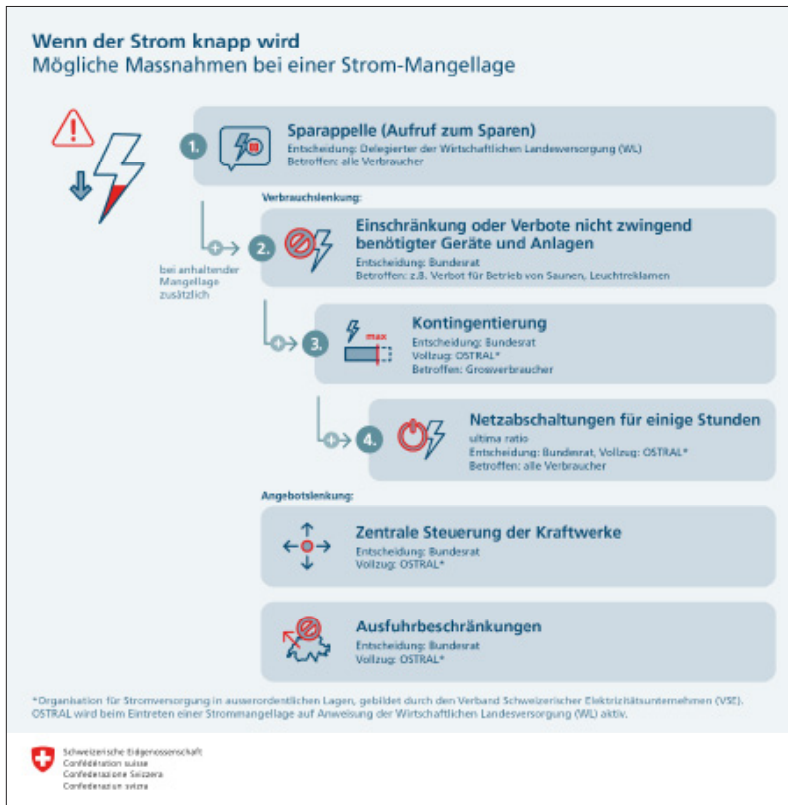 Wenn der Strom knapp wird
Mögliche Massnahmen bei einer Strom-Mangellage
1.
Sparappelle (Aufruf zum Sparen)
Entscheidung: Delegierter der Wirtschaftlichen Landesversorgung (WL)
Betroffen: alle Verbraucher
Verbrauchslenkung:
bei anhaltender
Mangellage
zusätzlich
2.
Einschränkung oder Verbote nicht zwingend
benötigter Geräte und Anlagen
Entscheidung: Bundesrat
Betroffen: z.B. Verbot für Betrieb von Saunen, Leuchtreklamen
3.
max
Kontingentierung
Entscheidung: Bundesrat
Vollzug: OSTRAL*
Betroffen: Grossverbraucher
4.
Netzabschaltungen für einige Stunden
ultima ratio
Entscheidung: Bundesrat, Vollzug: OSTRAL*
Betroffen: alle Verbraucher
Angebotslenkung:
Zentrale Steuerung der Kraftwerke
Entscheidung: Bundesrat
Vollzug: OSTRAL*
Ausfuhrbeschränkungen
Entscheidung: Bundesrat
Vollzug: OSTRAL*
*Organisation für Stromversorgung in ausserordentlichen Lagen, gebildet durch den Verband Schweizerischer Elektrizitätsunternehmen (VSE).
OSTRAL wird beim Eintreten einer Strommangellage auf Anweisung der Wirtschaftlichen Landesversorgung (WL) aktiv.
Schweizerische Eidgenossenschaft
Confédération suisse
Confederazione Svizzera
Confederaziun svizra